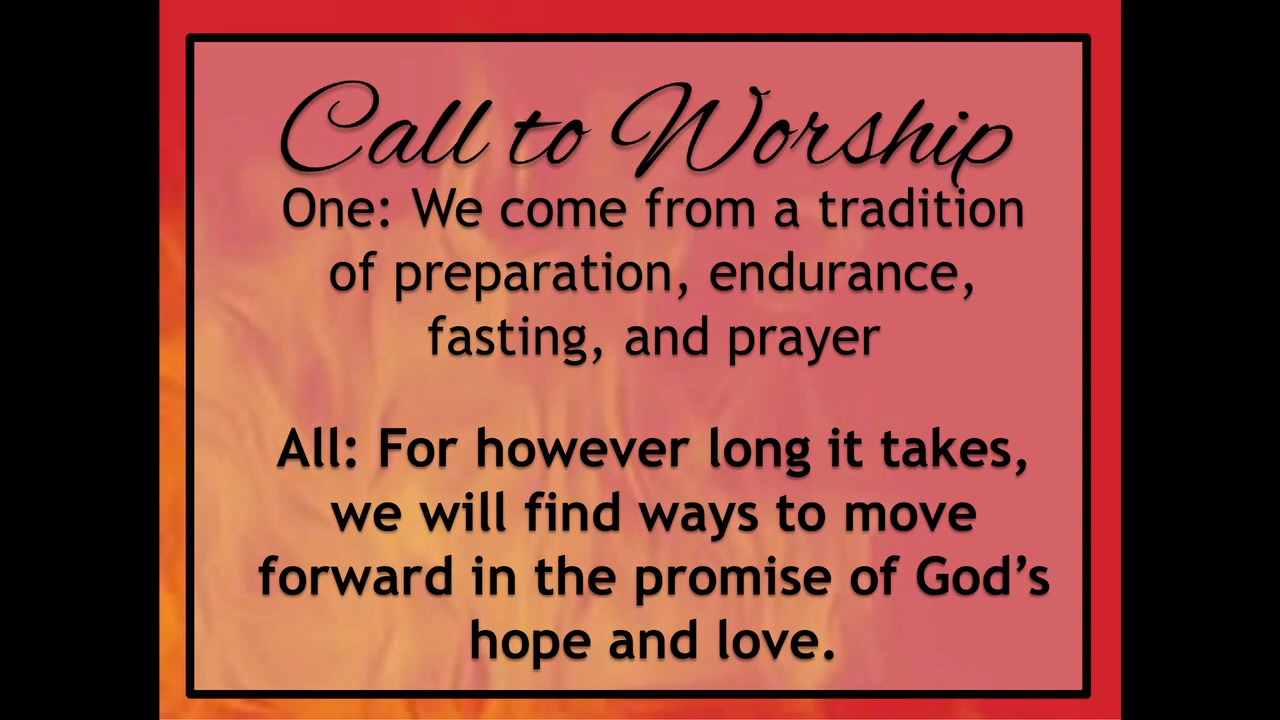 Call to Worship
One: We come from a tradition
of preparation, endurance,
fasting, and prayer
All: For however long it takes,
we will find ways to move
forward in the promise of God’s
hope and love.